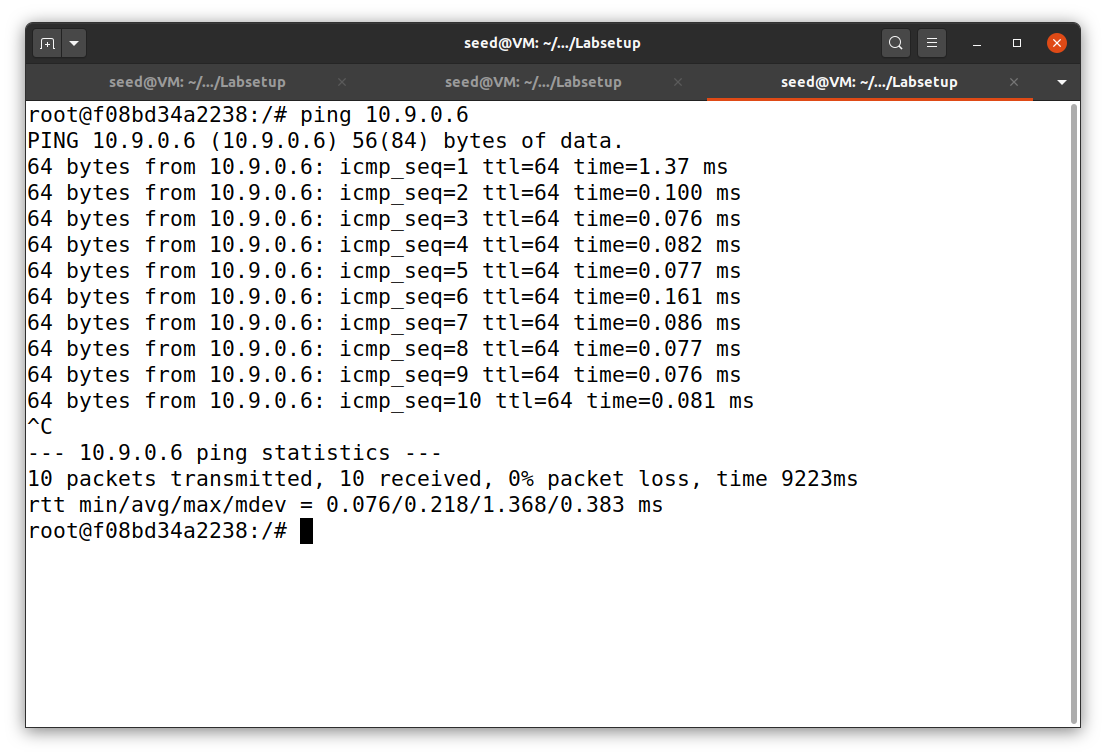 seed@VM: ~/.../Labsetup
seed@VM: ~/.../Labsetup seed@VM: ~/.../Labsetup seed@VM: ~/.../Labsetup
root@f08bd34a2238:/# ping 10.9.0.6
PING 10.9.0.6 (10.9.0.6) 56(84) bytes of data.
64 bytes from 10.9.0.6: icmp_seq=1 ttl=64 time=1.37 ms
64 bytes from 10.9.0.6: icmp_seq=2 ttl=64 time=0.100 ms
64 bytes from 10.9.0.6: icmp_seq=3 ttl=64 time=0.076 ms
64 bytes from 10.9.0.6: icmp_seq=4 ttl=64 time=0.082 ms
64 bytes from 10.9.0.6: icmp_seq=5 ttl=64 time=0.077 ms
64 bytes from 10.9.0.6: icmp_seq=6 ttl=64 time=0.161 ms
64 bytes from 10.9.0.6: icmp_seq=7 ttl=64 time=0.086 ms
64 bytes from 10.9.0.6: icmp_seq=8 ttl=64 time=0.077 ms
64 bytes from 10.9.0.6: icmp_seq=9 ttl=64 time=0.076 ms
64 bytes from 10.9.0.6: icmp_seq=10 ttl=64 time=0.081 ms
^C
--- 10.9.0.6 ping statistics ---
10 packets transmitted, 10 received, 0% packet loss, time 9223ms
rtt min/avg/max/mdev = 0.076/0.218/1.368/0.383 ms
root@f08bd34a2238:/#